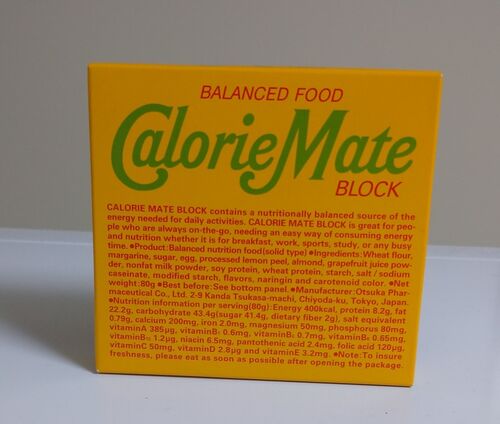 BALANCED FOOD
CalorieMate
BLOCK
CALORIE MATE BLOCK contains a nutritionally balanced source of the
energy needed for daily activities. CALORIE MATE BLOCK is great for peo-
ple who are always on-the-go, needing an easy way of consuming energy
and nutrition whether it is for breakfast, work, sports, study, or any busy
time. ●Product:Balanced nutrition food(solid type) ●Ingredients:Wheat flour,
margarine, sugar, egg, processed lemon peel, almond, grapefruit juice pow-
der, nonfat milk powder, soy protein, wheat protein, starch, salt / sodium
caseinate, modified starch, flavors, naringin and carotenoid color. ●Net
weight:80g ●Best before:See bottom panel. ●Manufacturer:Otsuka Phar-
maceutical Co., Ltd. 2-9 Kanda Tsukasa-machi, Chiyoda-ku, Tokyo, Japan.
●Nutrition information per serving(80g):Energy 400kcal, protein 8.2g, fat
22.2g, carbohydrate 43.4g(sugar 41.4g, dietary fiber 2g), salt equivalent
0.79g, calcium 200mg, iron 2.0mg, magnesium 50mg, phosphorus 80mg,
vitaminA 385μg, vitaminB₁ 0.6mg, vitaminB₂ 0.7mg, vitaminB₆ 0.65mg,
vitaminB₁₂ 1.2μg, niacin 6.5mg, pantothenic acid 2.4mg, folic acid 120μg,
vitaminC 50mg, vitaminD 2.8μg and vitaminE 3.2mg. ●Note:To insure
freshness, please eat as soon as possible after opening the package.